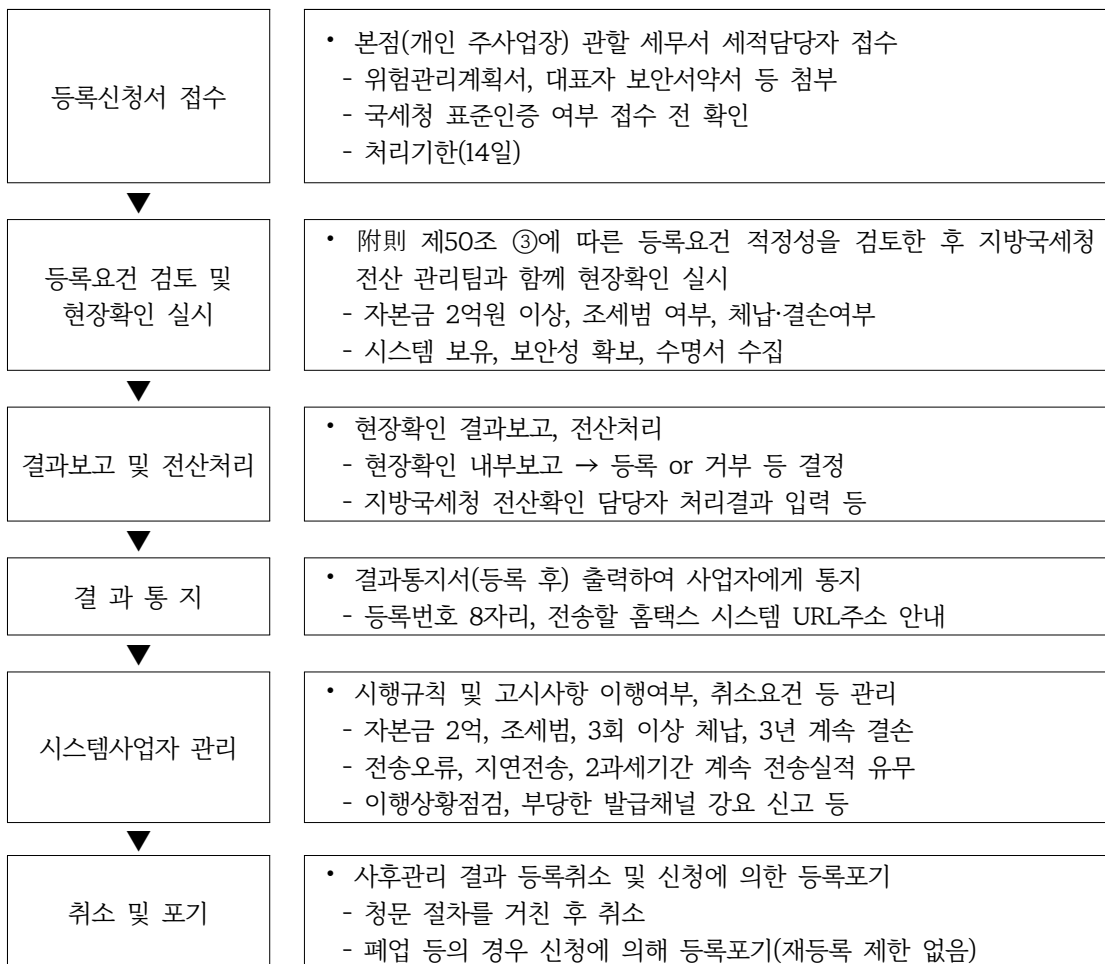 등록신청서 접수
• 본점(개인 주사업장) 관할 세무서 세적담당자 접수
- 위험관리계획서, 대표자 보안서약서 등 첨부
- 국세청 표준인증 여부 접수 전 확인
- 처리기한(14일)
▼
등록요건 검토 및
현장확인 실시
• 附則 제50조 ③에 따른 등록요건 적정성을 검토한 후 지방국세청
전산 관리팀과 함께 현장확인 실시
- 자본금 2억원 이상, 조세범 여부, 체납·결손여부
- 시스템 보유, 보안성 확보, 수명서 수집
▼
결과보고 및 전산처리
• 현장확인 결과보고, 전산처리
- 현장확인 내부보고 → 등록 or 거부 등 결정
- 지방국세청 전산확인 담당자 처리결과 입력 등
▼
결 과 통 지
• 결과통지서(등록 후) 출력하여 사업자에게 통지
- 등록번호 8자리, 전송할 홈택스 시스템 URL주소 안내
▼
시스템사업자 관리
• 시행규칙 및 고시사항 이행여부, 취소요건 등 관리
- 자본금 2억, 조세범, 3회 이상 체납, 3년 계속 결손
- 전송오류, 지연전송, 2과세기간 계속 전송실적 유무
- 이행상황점검, 부당한 발급채널 강요 신고 등
▼
취소 및 포기
• 사후관리 결과 등록취소 및 신청에 의한 등록포기
- 청문 절차를 거친 후 취소
- 폐업 등의 경우 신청에 의해 등록포기(재등록 제한 없음)